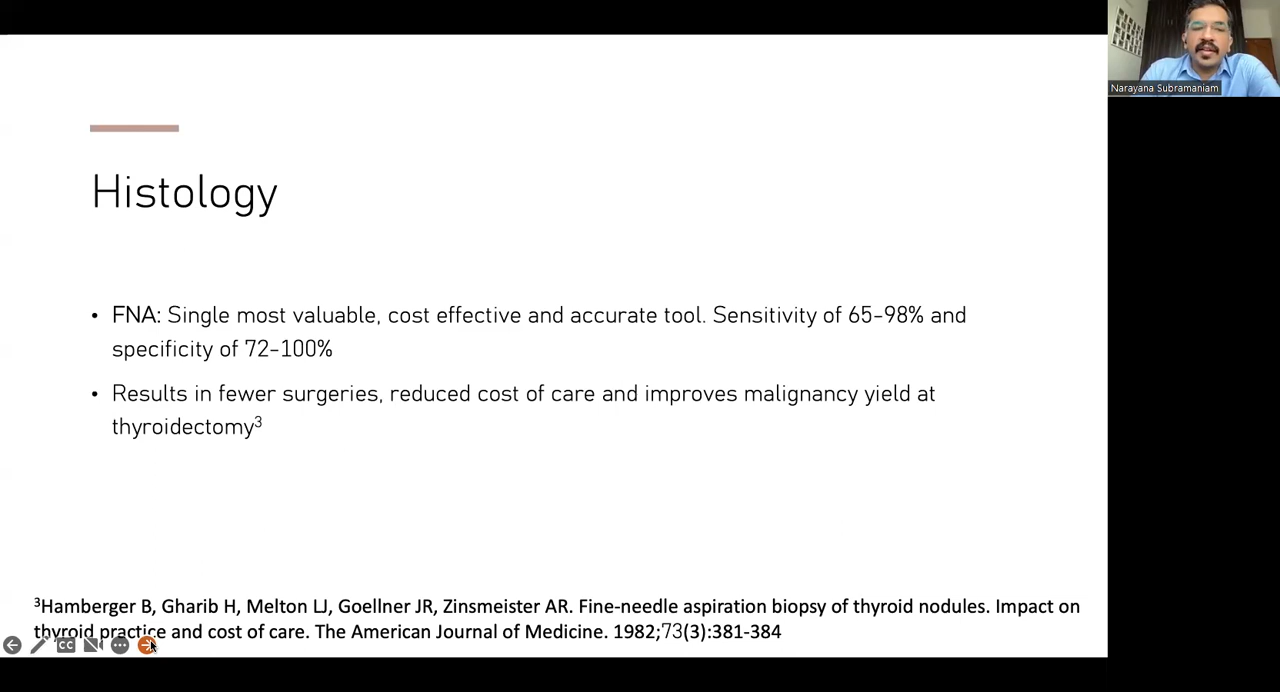 Narayana Subramaniam
Histology
• FNA: Single most valuable, cost effective and accurate tool. Sensitivity of 65-98% and
specificity of 72-100%
• Results in fewer surgeries, reduced cost of care and improves malignancy yield at
thyroidectomy³
³Hamberger B, Gharib H, Melton LJ, Goellner JR, Zinsmeister AR. Fine-needle aspiration biopsy of thyroid nodules. Impact on
thyroid practice and cost of care. The American Journal of Medicine. 1982;73(3):381-384
CC